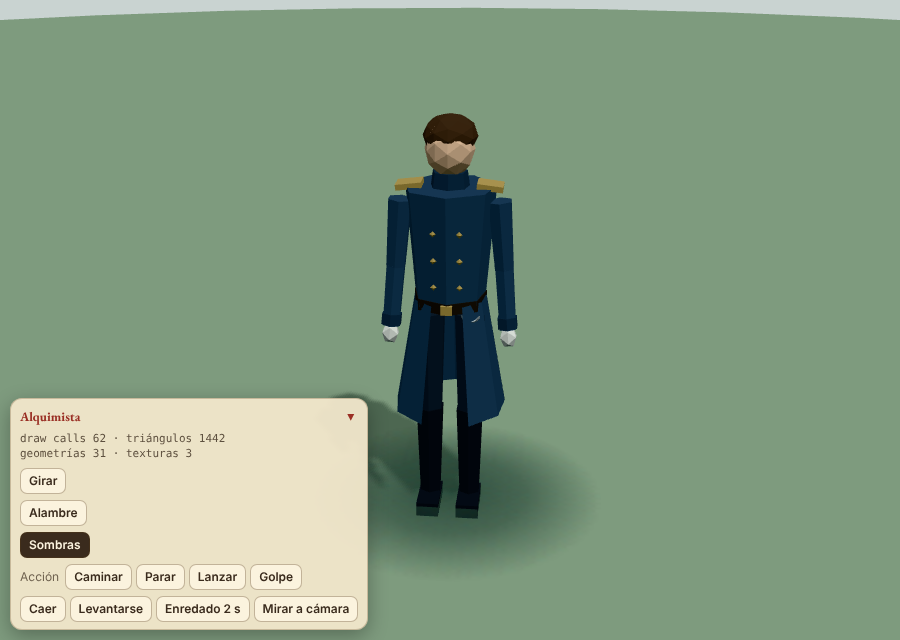 Alquimista ▼
draw calls 62 · triángulos 1442
geometrías 31 · texturas 3
Girar
Alambre
Sombras
Acción Caminar Parar Lanzar Golpe
Caer Levantarse Enredado 2 s Mirar a cámara